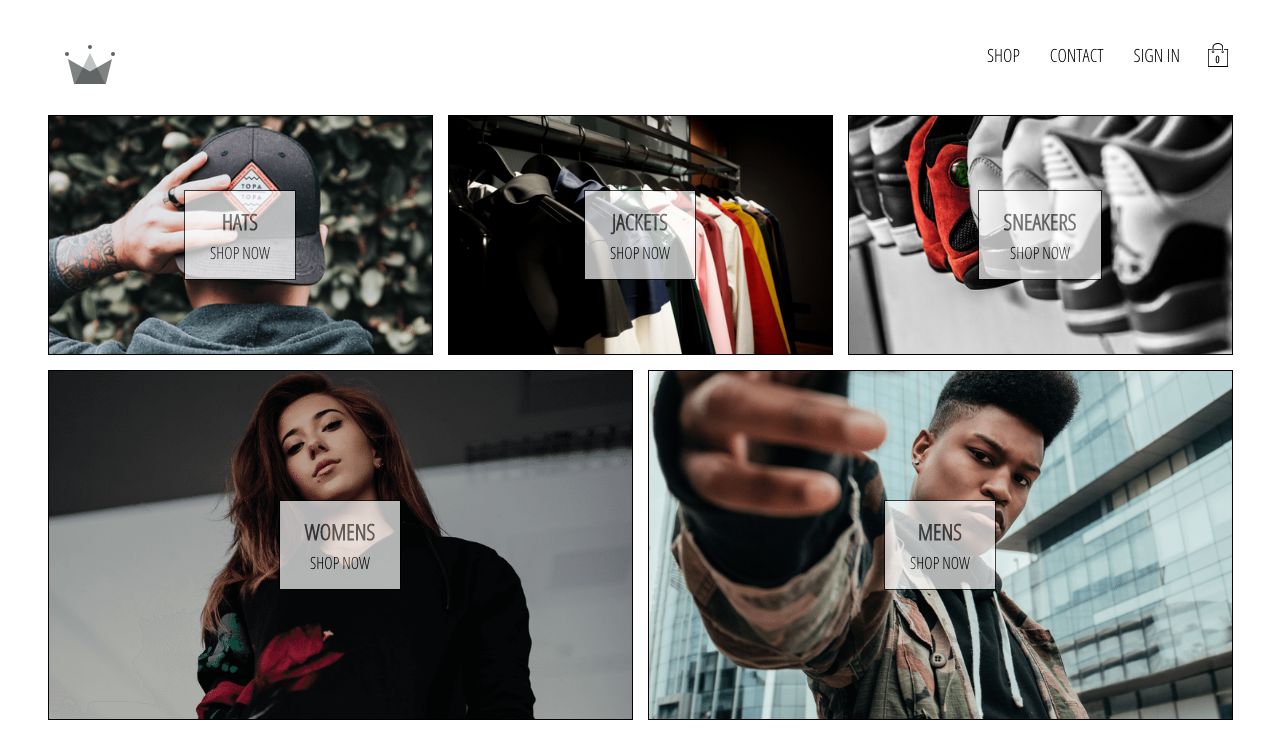 SHOP CONTACT SIGN IN 0
TOPA
TOPA
HATS
SHOP NOW
JACKETS
SHOP NOW
SNEAKERS
SHOP NOW
WOMENS
SHOP NOW
MENS
SHOP NOW